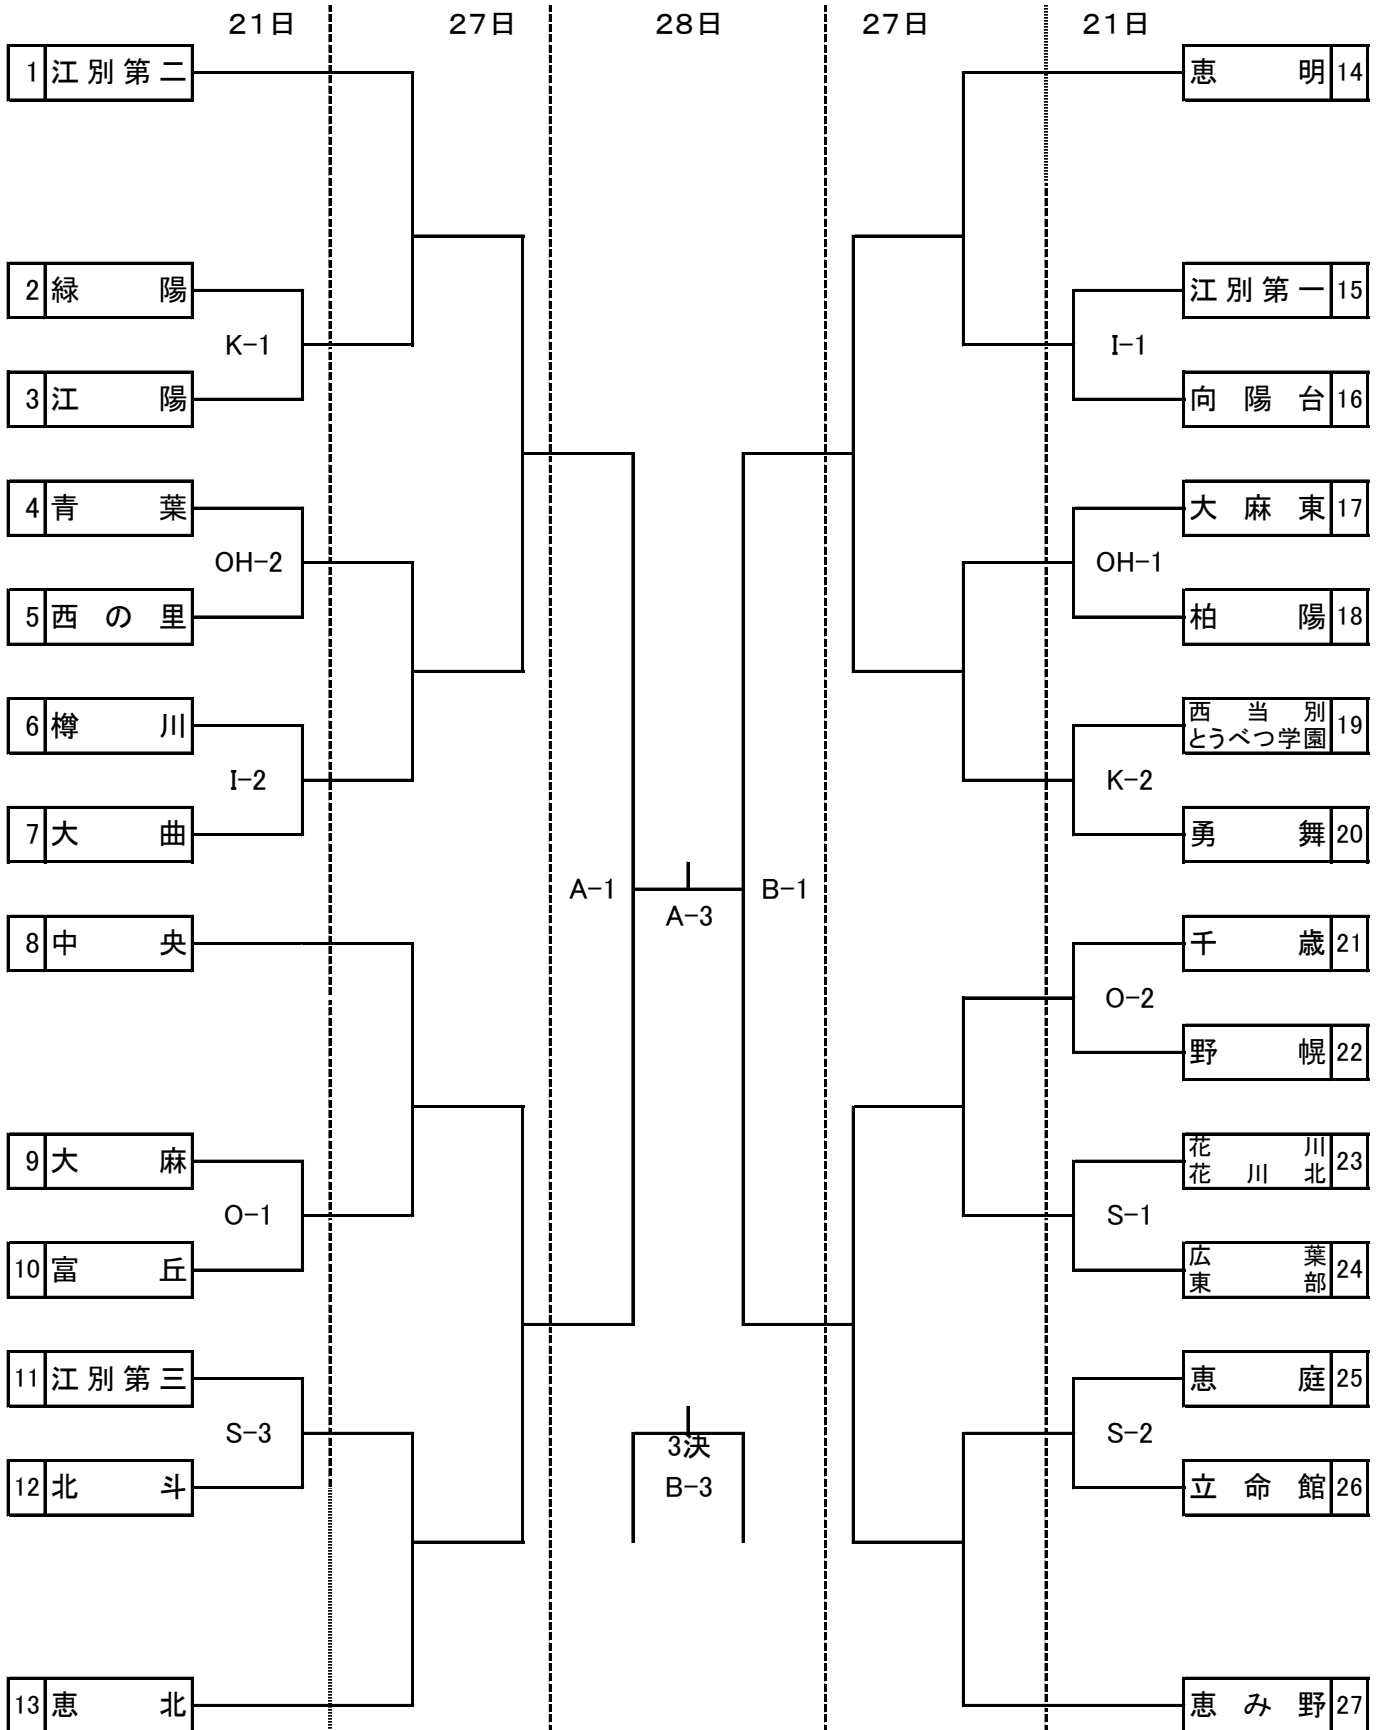 21日 27日 28日 27日 21日
1 江別第二
恵明 14
2 緑陽
江別第一 15
K-1
I-1
3 江陽
向陽台 16
4 青葉
大麻東 17
OH-2
OH-1
5 西の里
柏陽 18
6 樽川
西当別
とうべつ学園 19
I-2
K-2
7 大曲
勇舞 20
A-1
A-3
B-1
8 中央
千歳 21
O-2
野幌 22
9 大麻
花川
花川北 23
O-1
S-1
10 富丘
広葉
東部 24
11 江別第三
恵庭 25
S-3
3決
B-3
S-2
12 北斗
立命館 26
13 恵北
恵み野 27